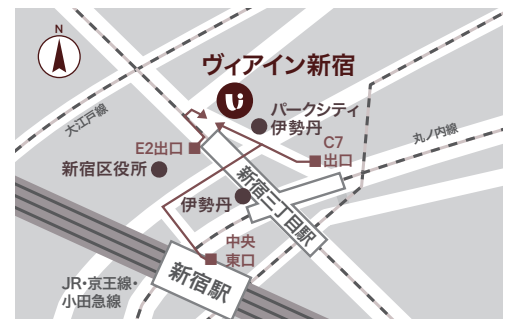 N
ヴィアイン新宿
Ui
パークシティ
伊勢丹
大江戸線
丸ノ内線
E2出口
C7
出口
新宿区役所
伊勢丹
新宿三丁目駅
中央
東口
新宿駅
JR・京王線・
小田急線